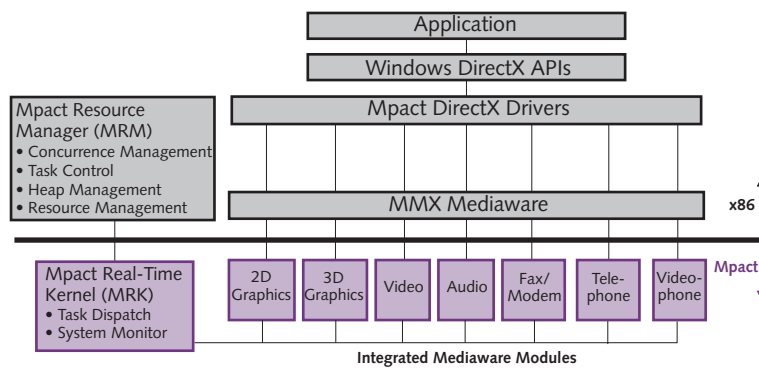 Application
Windows DirectX APIs
Mpact DirectX Drivers
Mpact Resource
Manager (MRM)
• Concurrence Management
• Task Control
• Heap Management
• Resource Management
MMX Mediaware
x86
Mpact Real-Time
Kernel (MRK)
• Task Dispatch
• System Monitor
2D
Graphics
3D
Graphics
Video
Audio
Fax/
Modem
Tele-
phone
Video-
phone
Mpact
Integrated Mediaware Modules